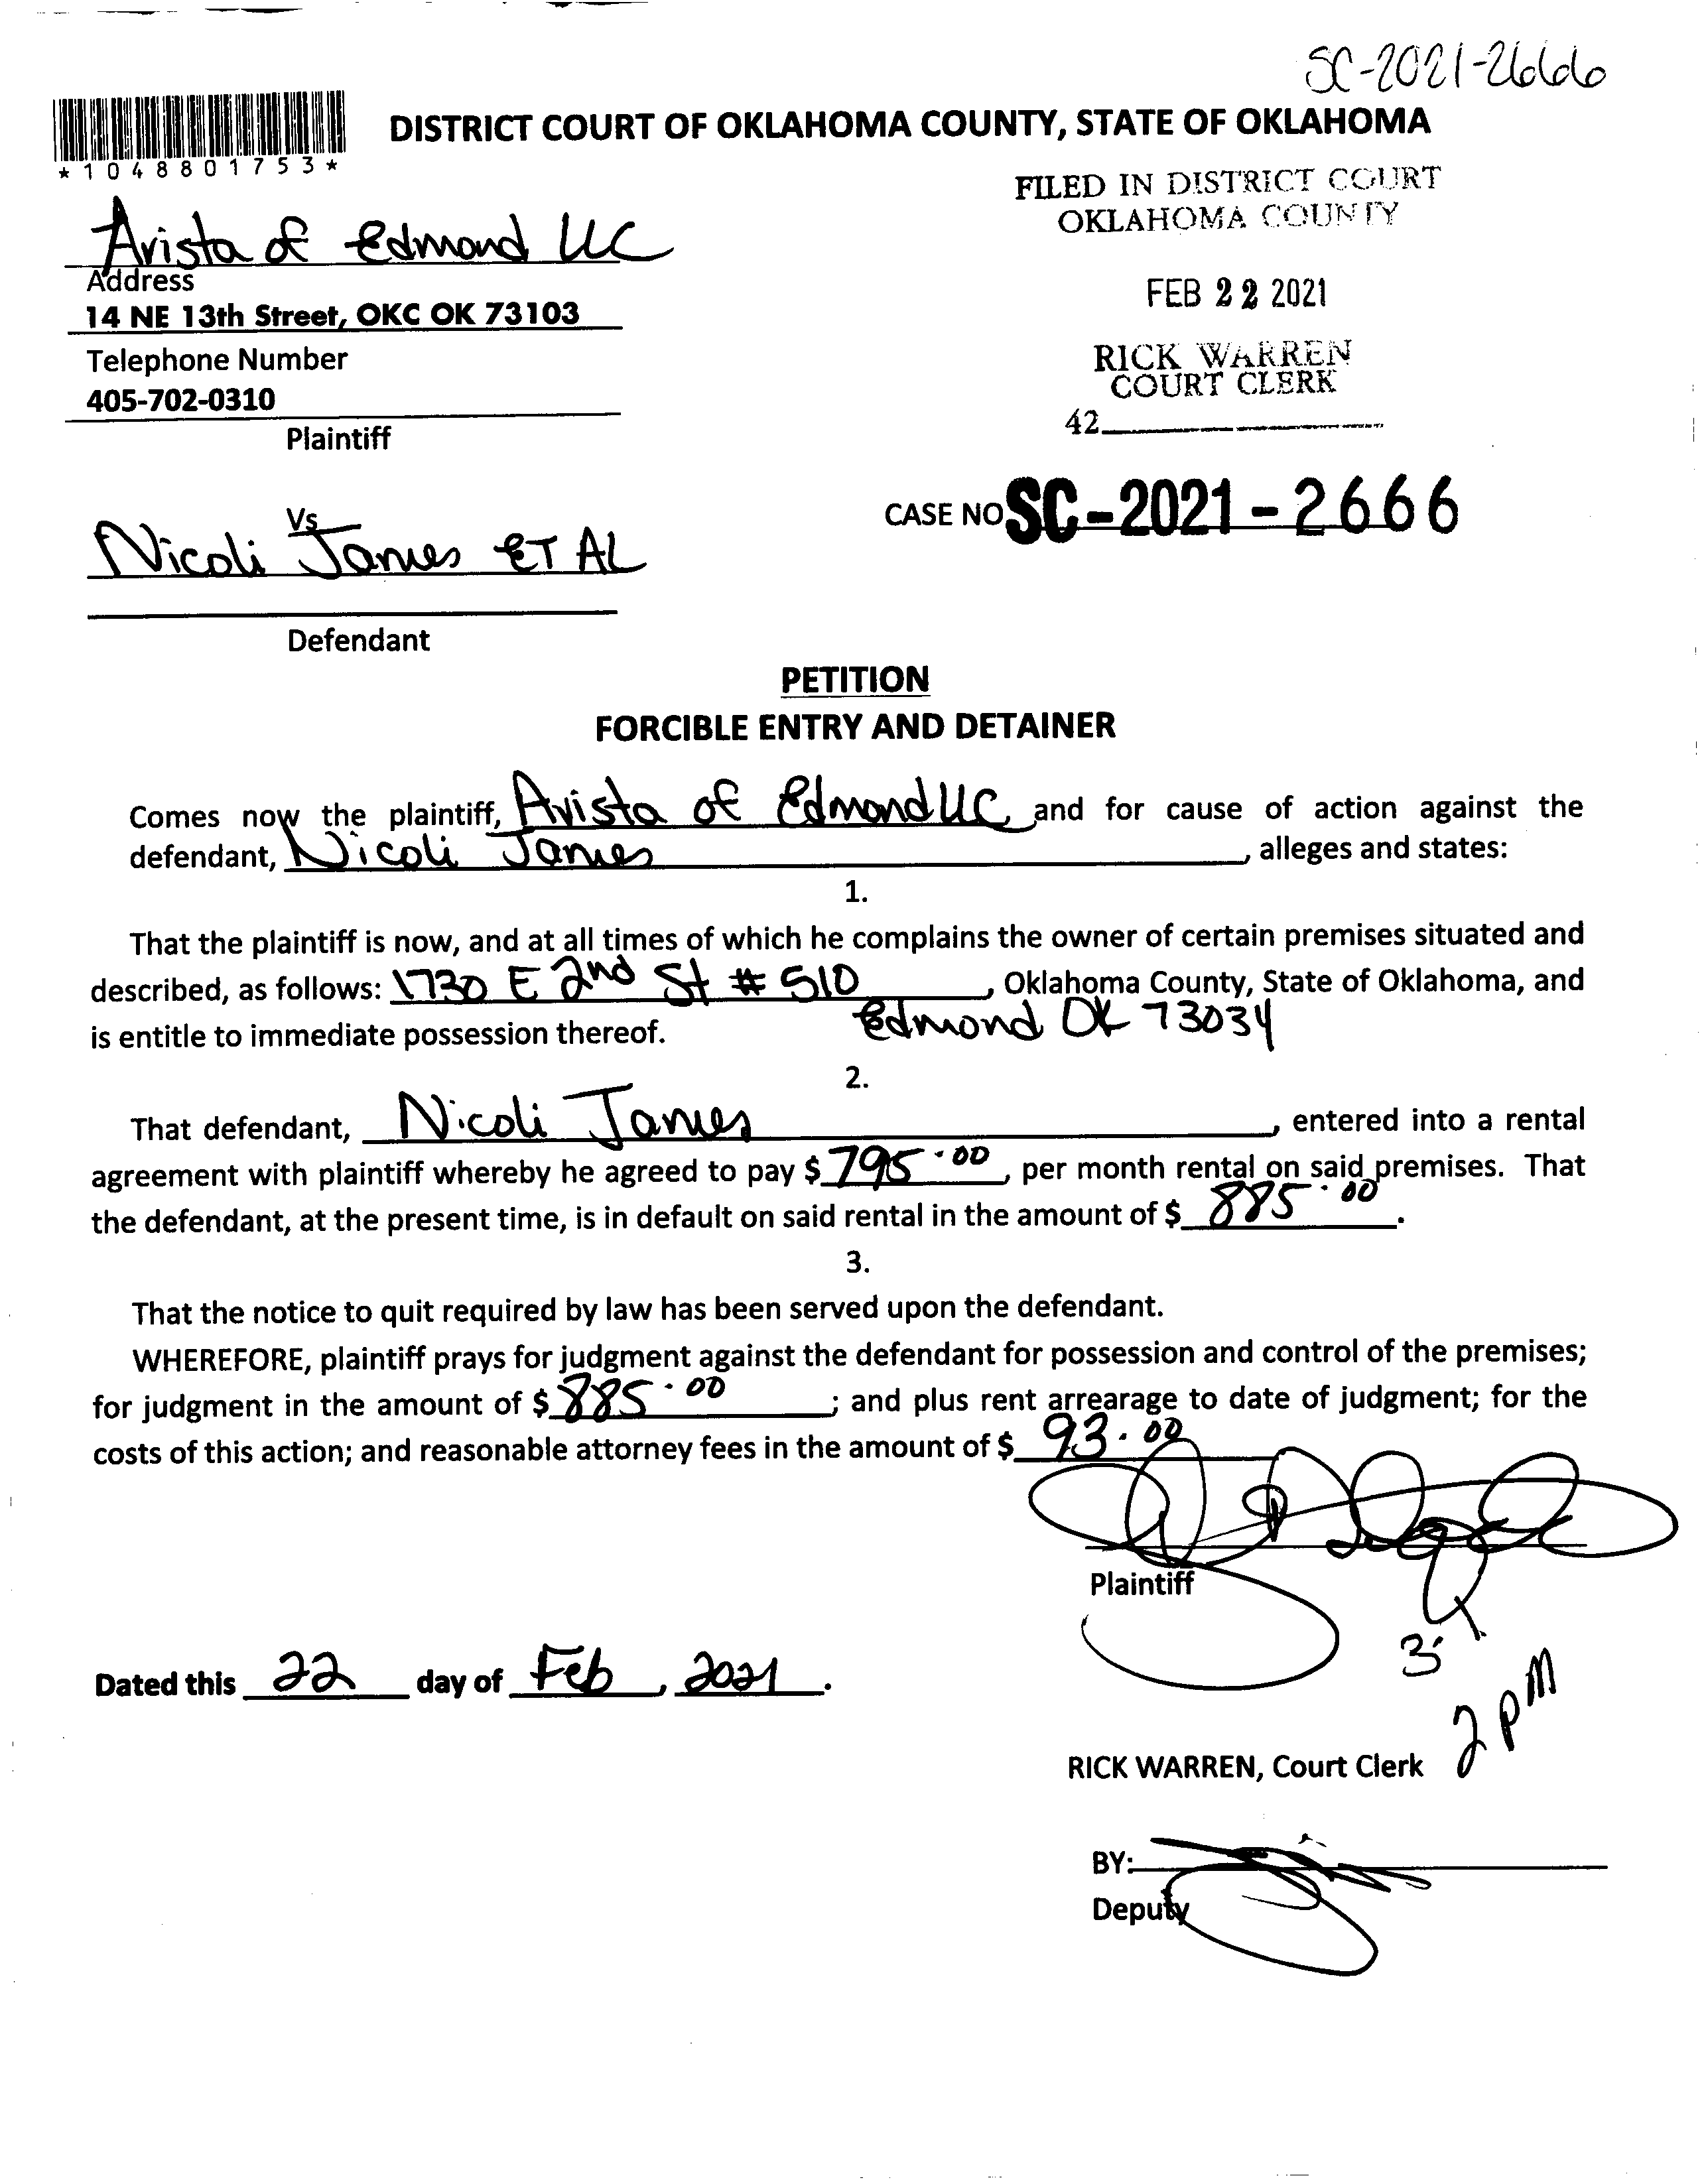 SC-2021-2666
DISTRICT COURT OF OKLAHOMA COUNTY, STATE OF OKLAHOMA
*1048801753*
FILED IN DISTRICT COURT
OKLAHOMA COUNTY
Avista of Edmond LLC
Address
14 NE 13th Street, OKC OK 73103
FEB 22 2021
Telephone Number
405-702-0310
RICK WARREN
COURT CLERK
42
Plaintiff
CASE NO SC-2021-2666
Vs
Nicoli James ET AL
Defendant
PETITION
FORCIBLE ENTRY AND DETAINER
Comes now the plaintiff, Avista of Edmond LLC and for cause of action against the
defendant, Nicoli James, alleges and states:
1.
That the plaintiff is now, and at all times of which he complains the owner of certain premises situated and
described, as follows: 1730 E 2nd St # 510, Oklahoma County, State of Oklahoma, and
is entitle to immediate possession thereof. Edmond OK 73034
2.
That defendant, Nicoli James, entered into a rental
agreement with plaintiff whereby he agreed to pay $ 795.00, per month rental on said premises. That
the defendant, at the present time, is in default on said rental in the amount of $ 885.00.
3.
That the notice to quit required by law has been served upon the defendant.
WHEREFORE, plaintiff prays for judgment against the defendant for possession and control of the premises;
for judgment in the amount of $ 885.00; and plus rent arrearage to date of judgment; for the
costs of this action; and reasonable attorney fees in the amount of $ 93.00
Plaintiff
Dated this 22 day of Feb, 2021.
2 pm
RICK WARREN, Court Clerk
BY:
Deputy